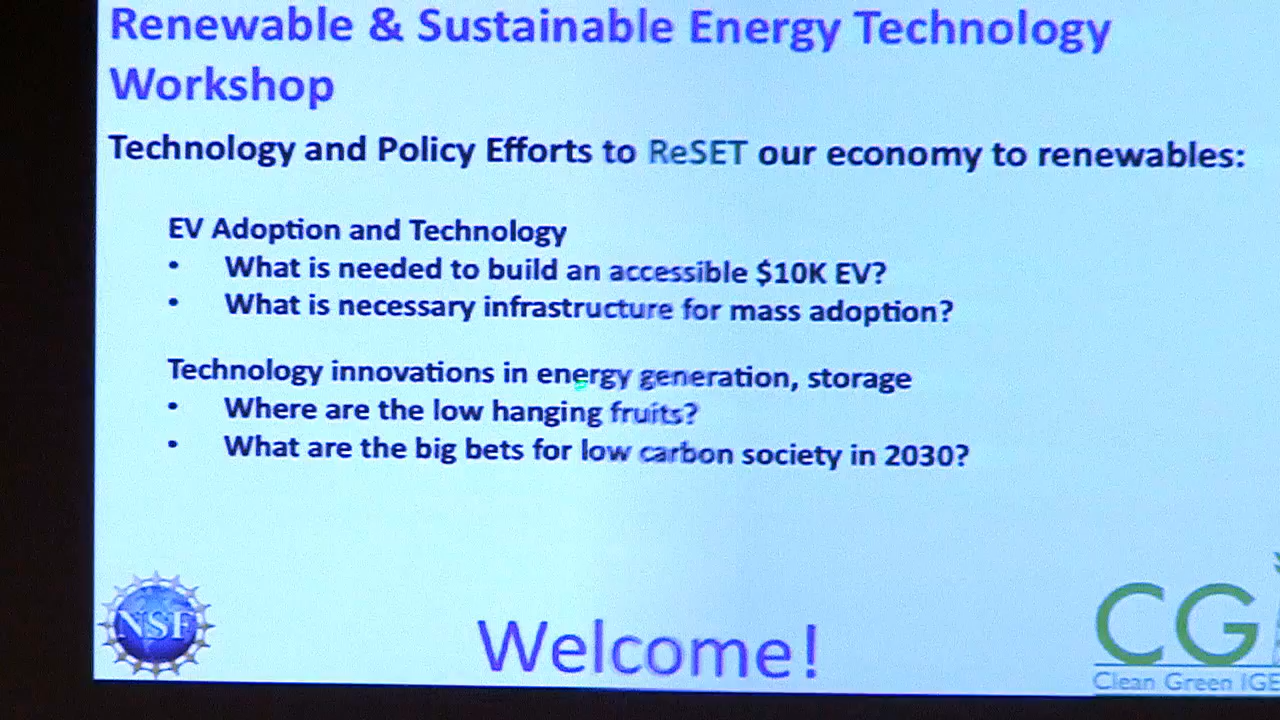 Renewable & Sustainable Energy Technology
Workshop
Technology and Policy Efforts to ReSET our economy to renewables:
EV Adoption and Technology
• What is needed to build an accessible $10K EV?
• What is necessary infrastructure for mass adoption?
Technology innovations in energy generation, storage
• Where are the low hanging fruits?
• What are the big bets for low carbon society in 2030?
NSF
Welcome!
CG
Clean Green IGE